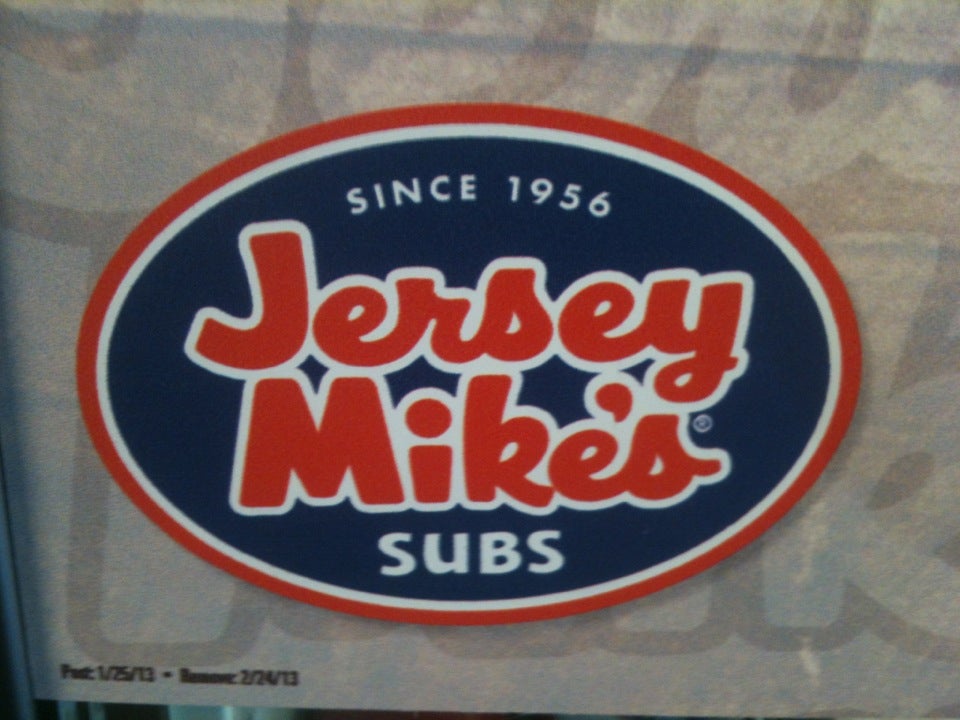 SINCE 1956
Jersey
Mike's®
SUBS
Post: 1/25/13 • Remove: 2/24/13